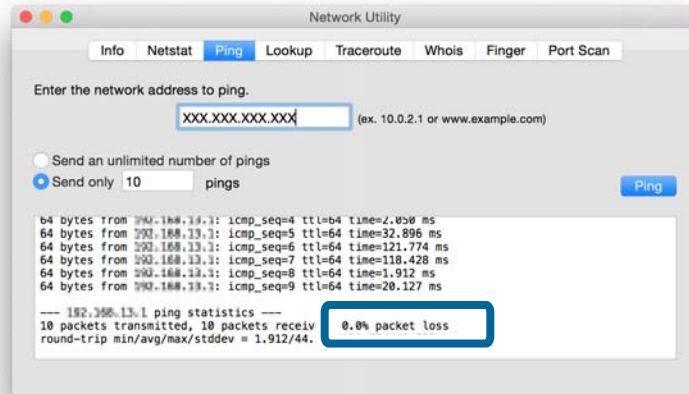 Network Utility
Info Netstat Ping Lookup Traceroute Whois Finger Port Scan
Enter the network address to ping.
XXX.XXX.XXX.XXX (ex. 10.0.2.1 or www.example.com)
Send an unlimited number of pings
Send only 10 pings
Ping
64 bytes from icmp_seq=4 ttl=64 time=2.050 ms
64 bytes from icmp_seq=5 ttl=64 time=32.896 ms
64 bytes from icmp_seq=6 ttl=64 time=121.774 ms
64 bytes from icmp_seq=7 ttl=64 time=118.428 ms
64 bytes from icmp_seq=8 ttl=64 time=1.912 ms
64 bytes from icmp_seq=9 ttl=64 time=20.127 ms
--- ping statistics ---
10 packets transmitted, 10 packets receiv 0.0% packet loss
round-trip min/avg/max/stddev = 1.912/44.